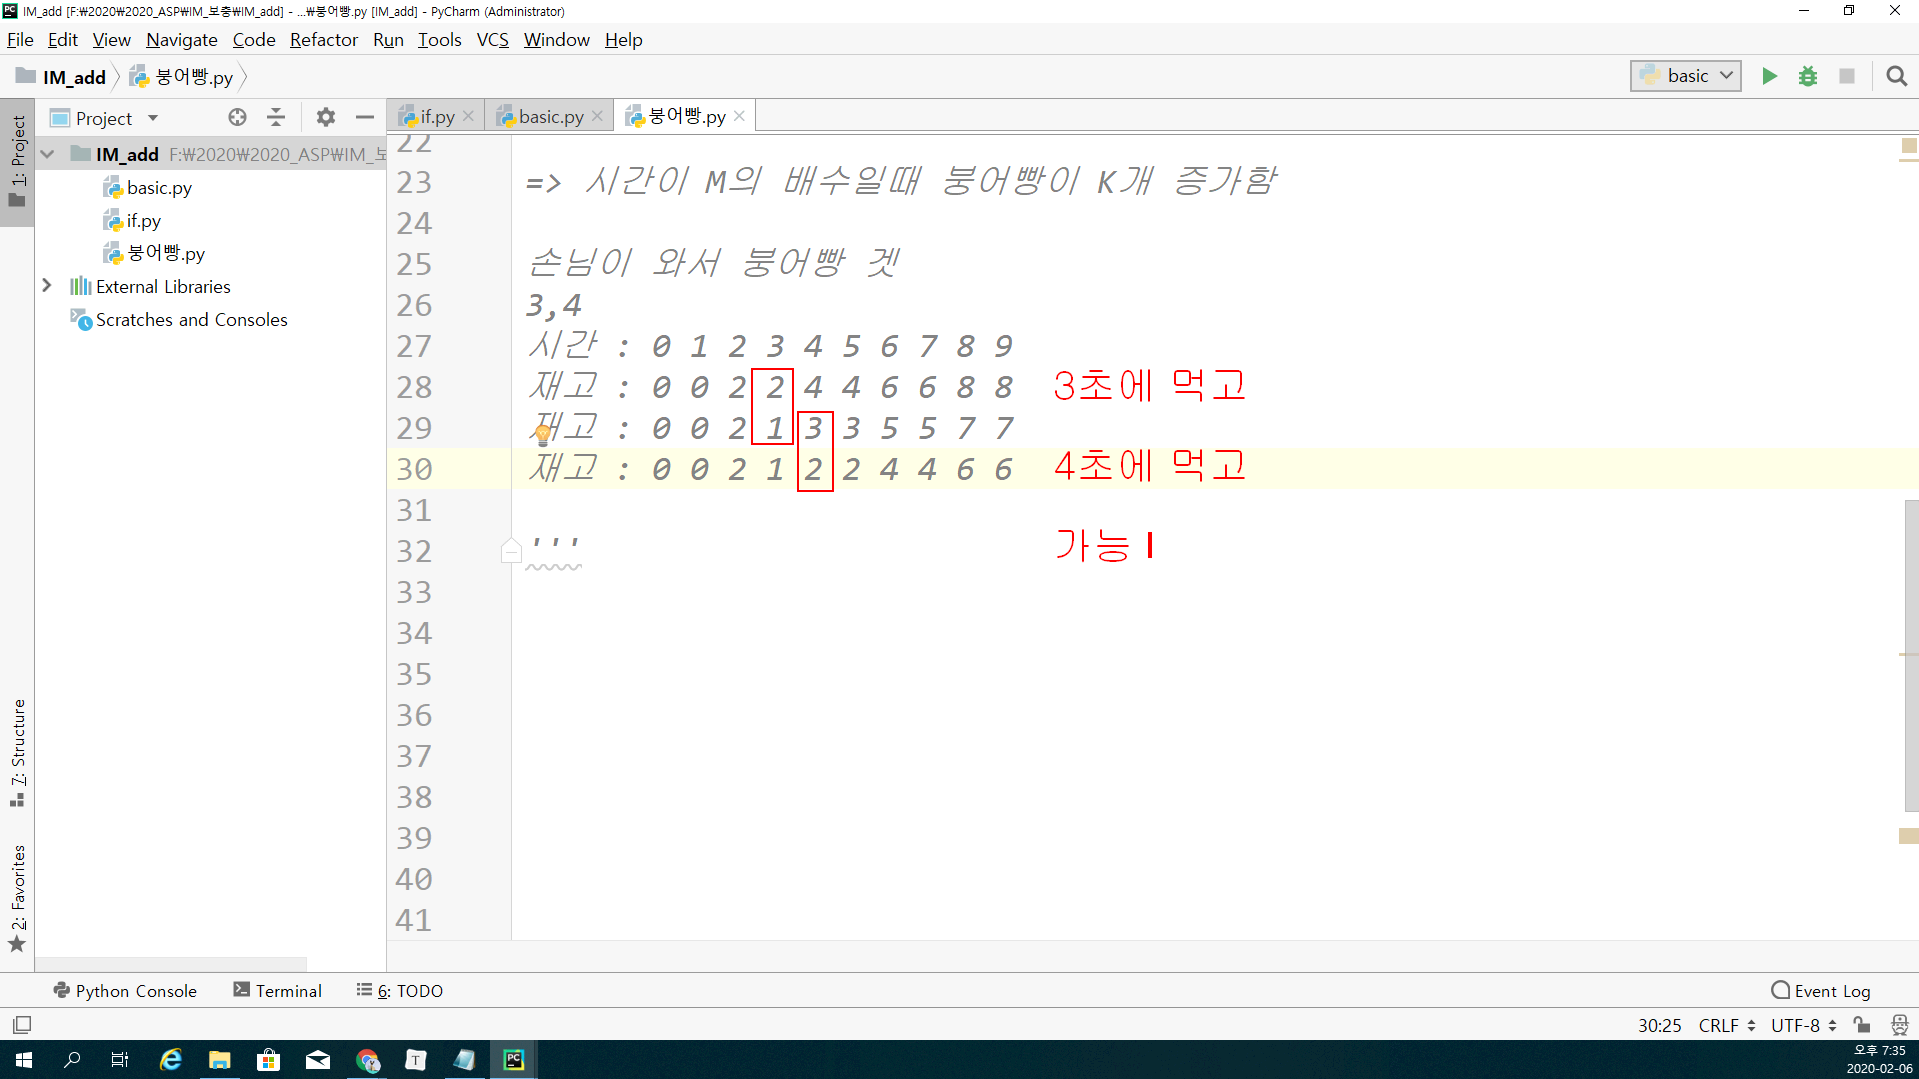 IM_add [F:₩2020₩2020_ASP₩IM_보충₩IM_add] - ...₩붕어빵.py [IM_add] - PyCharm (Administrator)
File Edit View Navigate Code Refactor Run Tools VCS Window Help
IM_add 붕어빵.py basic
1: Project
Project
IM_add F:₩2020₩2020_ASP₩IM_보
basic.py
if.py
붕어빵.py
External Libraries
Scratches and Consoles
7: Structure
2: Favorites
if.py basic.py 붕어빵.py
22
23 => 시간이 M의 배수일때 붕어빵이 K개 증가함
24
25 손님이 와서 붕어빵 겟
26 3,4
27 시간 : 0 1 2 3 4 5 6 7 8 9
28 재고 : 0 0 2 2 4 4 6 6 8 8 3초에 먹고
29 재고 : 0 0 2 1 3 3 5 5 7 7
30 재고 : 0 0 2 1 2 2 4 4 6 6 4초에 먹고
31
32 ''' 가능
33
34
35
36
37
38
39
40
41
Python Console Terminal 6: TODO Event Log
30:25 CRLF UTF-8
오후 7:35
2020-02-06